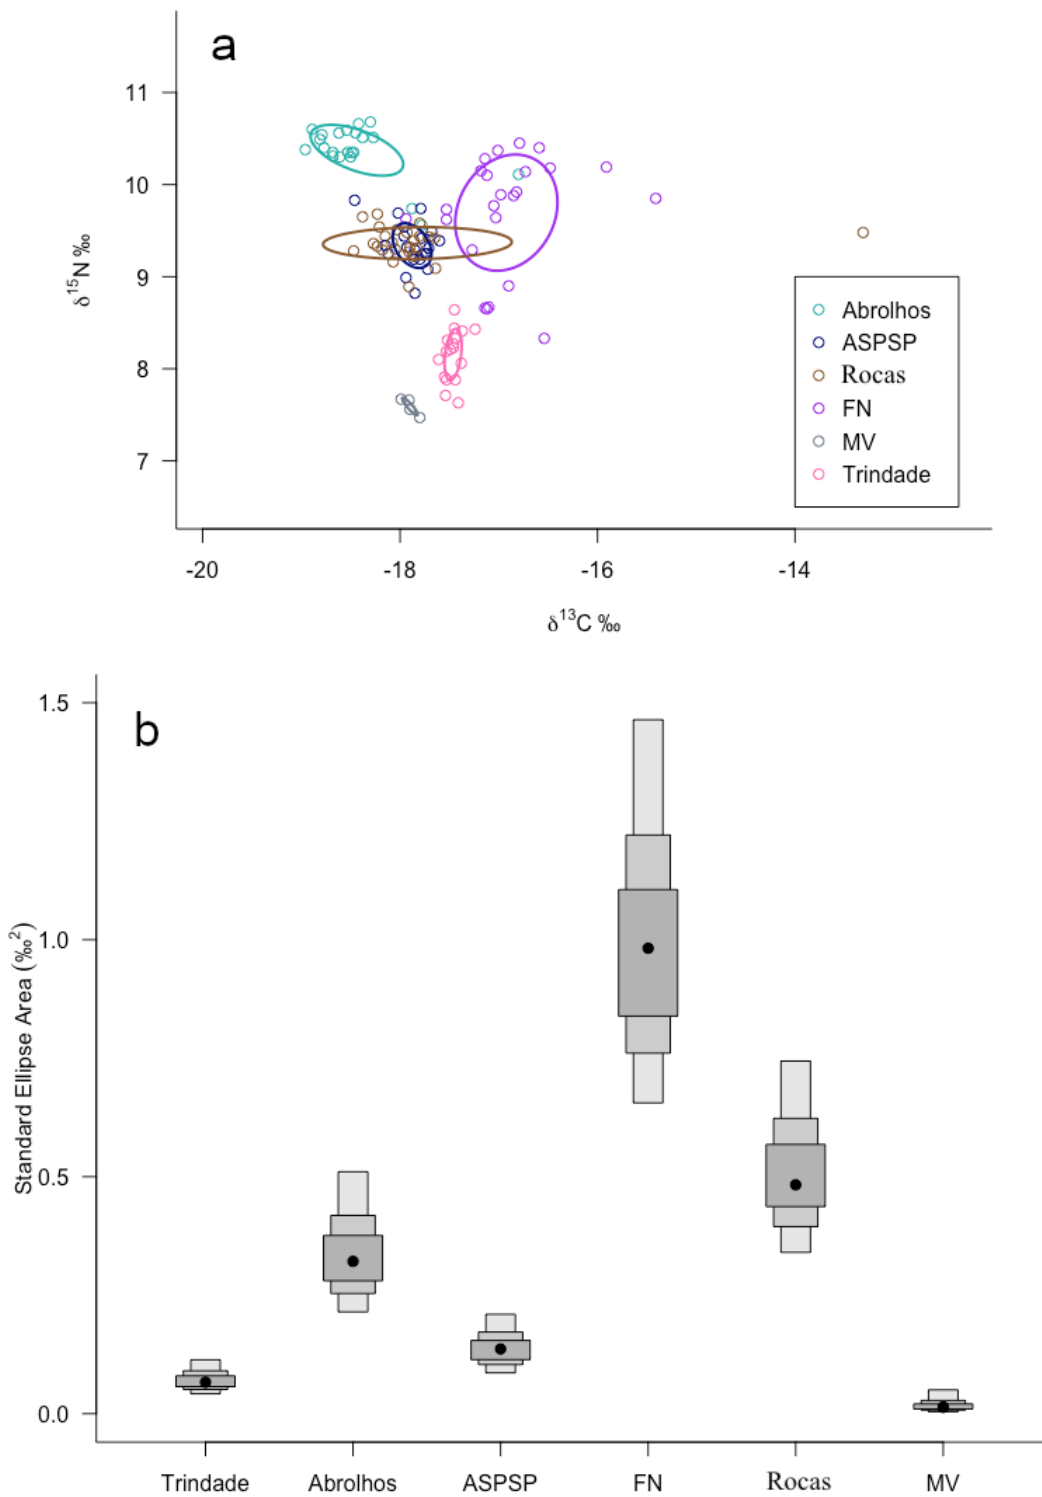 a
11
10
9
8
7
δ15N ‰
-20 -18 -16 -14
δ13C ‰
Abrolhos
ASPSP
Rocas
FN
MV
Trindade
b
1.5
1.0
0.5
0.0
Standard Ellipse Area (‰2)
Trindade Abrolhos ASPSP FN Rocas MV